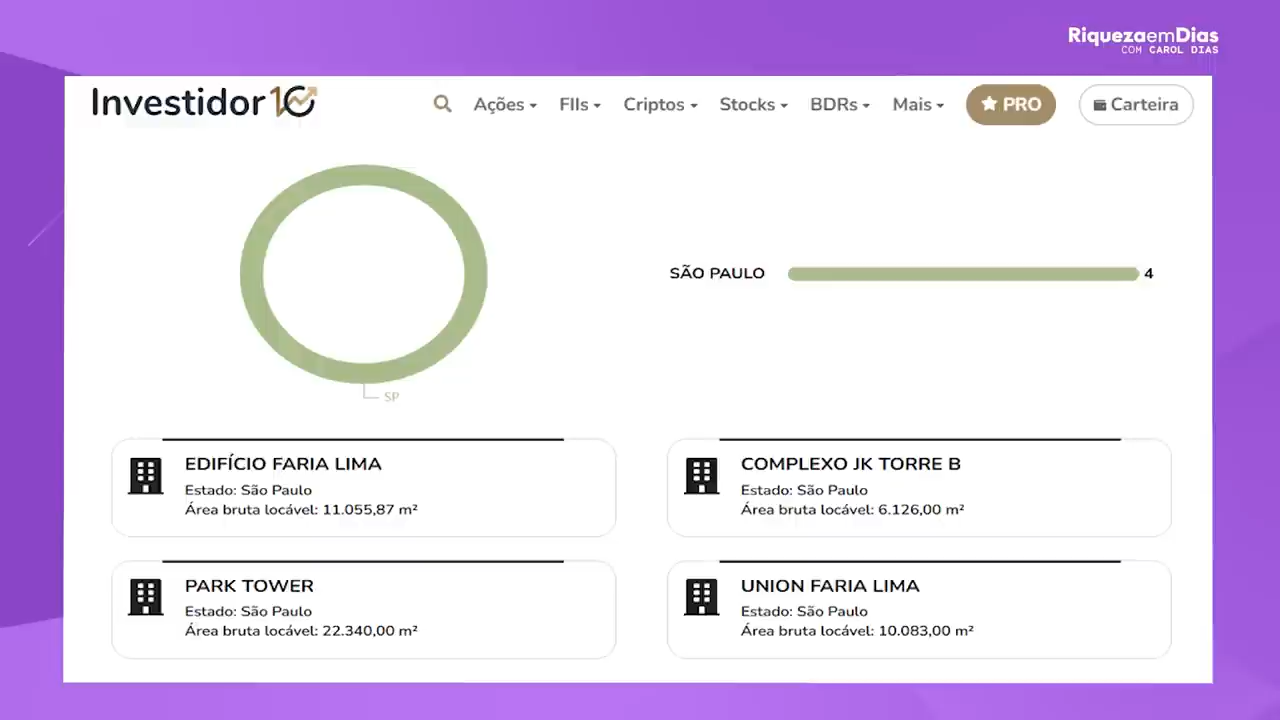 RiquezaemDias
COM CAROL DIAS
Investidor 10
Ações
FIIs
Criptos
Stocks
BDRs
Mais
PRO
Carteira
SÃO PAULO
4
SP
EDIFÍCIO FARIA LIMA
Estado: São Paulo
Área bruta locável: 11.055,87 m²
COMPLEXO JK TORRE B
Estado: São Paulo
Área bruta locável: 6.126,00 m²
PARK TOWER
Estado: São Paulo
Área bruta locável: 22.340,00 m²
UNION FARIA LIMA
Estado: São Paulo
Área bruta locável: 10.083,00 m²